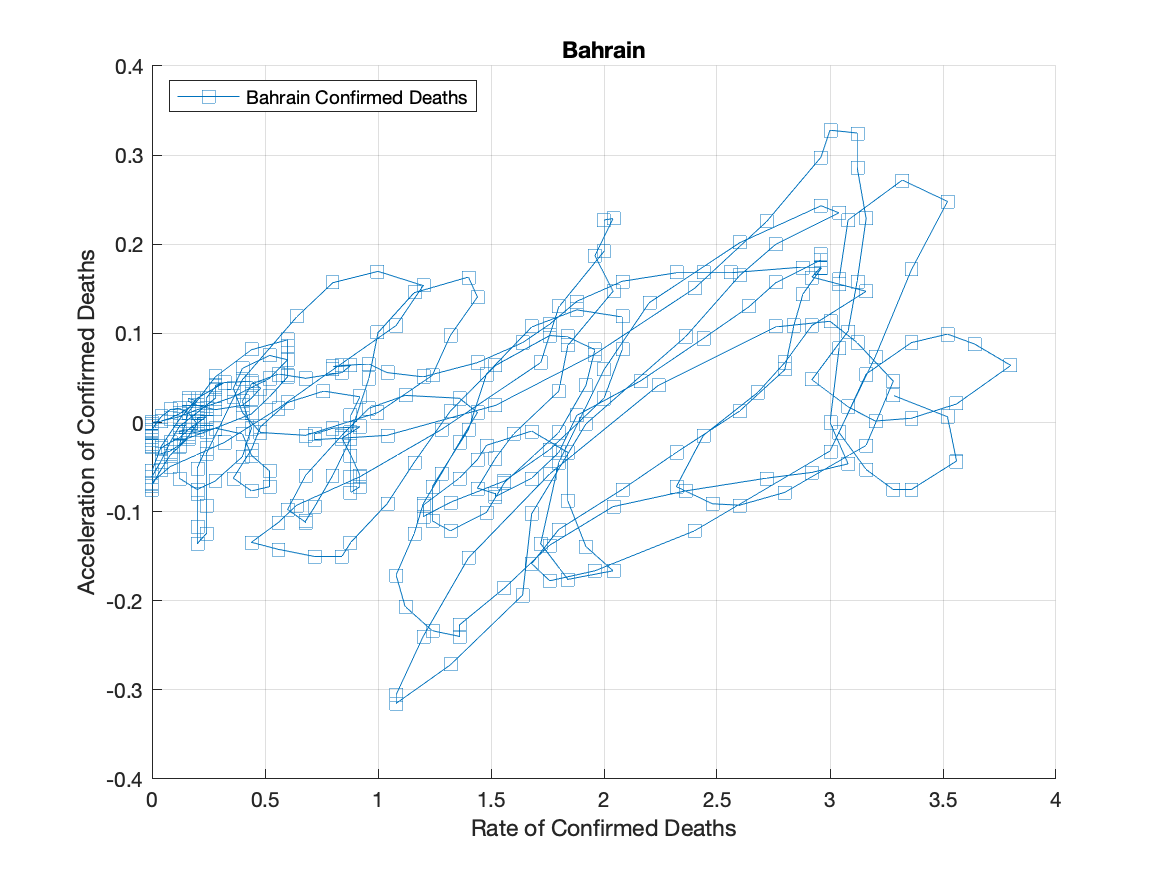 Bahrain
Bahrain Confirmed Deaths
Acceleration of Confirmed Deaths
0.4
0.3
0.2
0.1
0
-0.1
-0.2
-0.3
-0.4
0 0.5 1 1.5 2 2.5 3 3.5 4
Rate of Confirmed Deaths